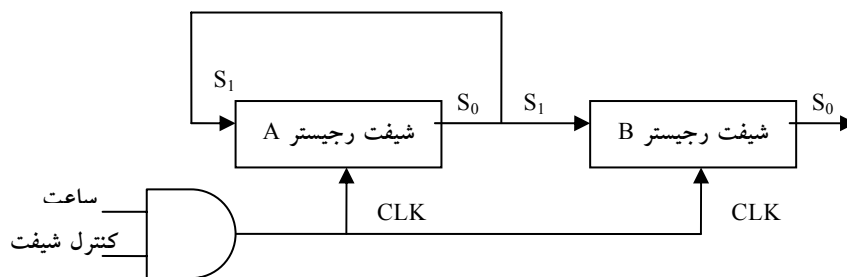 S₁
S₀
S₁
S₀
شیفت رجیستر A
شیفت رجیستر B
ساعت
کنترل شیفت
CLK
CLK